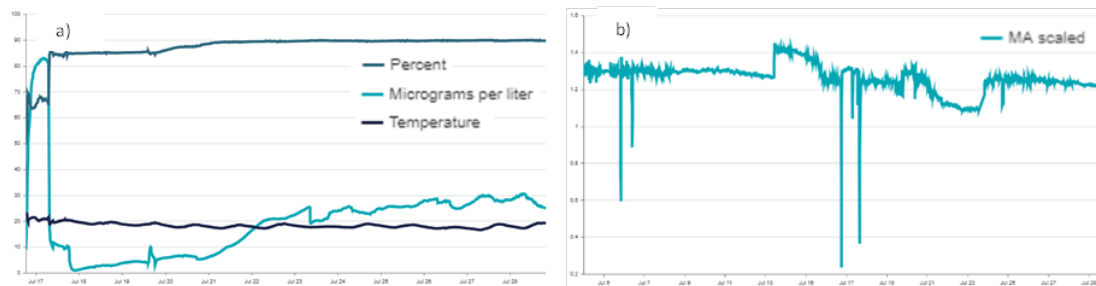 a)
100
90
80
70
60
50
40
30
20
10
0
Percent
Micrograms per liter
Temperature
Jul 17
Jul 18
Jul 19
Jul 20
Jul 21
Jul 22
Jul 23
Jul 24
Jul 25
Jul 26
Jul 27
Jul 28
b)
1.6
1.4
1.2
1
0.8
0.6
0.4
0.2
MA scaled
Jul 5
Jul 7
Jul 9
Jul 11
Jul 13
Jul 15
Jul 17
Jul 19
Jul 21
Jul 23
Jul 25
Jul 27
Jul 29